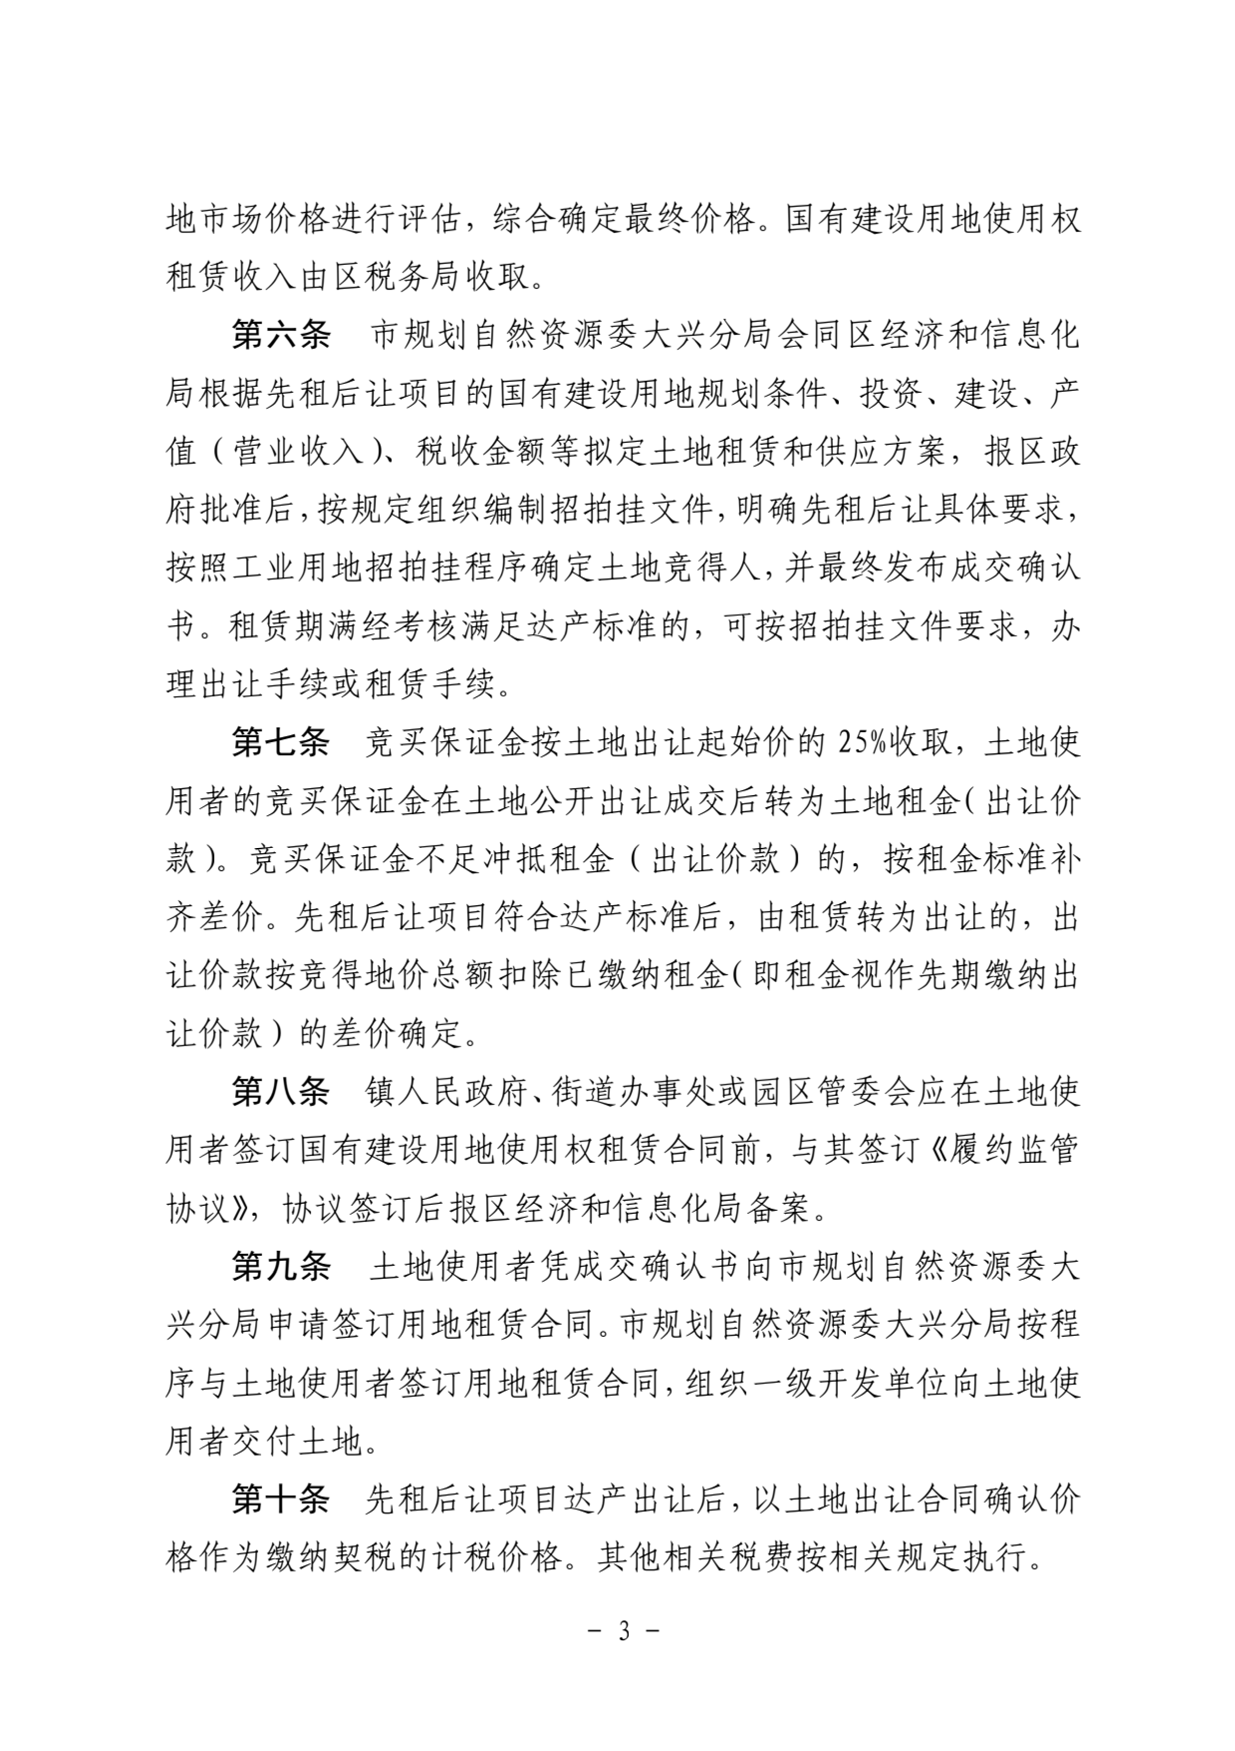 地市场价格进行评估，综合确定最终价格。国有建设用地使用权
租赁收入由区税务局收取。
第六条　市规划自然资源委大兴分局会同区经济和信息化
局根据先租后让项目的国有建设用地规划条件、投资、建设、产
值（营业收入）、税收金额等拟定土地租赁和供应方案，报区政
府批准后，按规定组织编制招拍挂文件，明确先租后让具体要求，
按照工业用地招拍挂程序确定土地竞得人，并最终发布成交确认
书。租赁期满经考核满足达产标准的，可按招拍挂文件要求，办
理出让手续或租赁手续。
第七条　竞买保证金按土地出让起始价的 25%收取，土地使
用者的竞买保证金在土地公开出让成交后转为土地租金（出让价
款）。竞买保证金不足冲抵租金（出让价款）的，按租金标准补
齐差价。先租后让项目符合达产标准后，由租赁转为出让的，出
让价款按竞得地价总额扣除已缴纳租金（即租金视作先期缴纳出
让价款）的差价确定。
第八条　镇人民政府、街道办事处或园区管委会应在土地使
用者签订国有建设用地使用权租赁合同前，与其签订《履约监管
协议》，协议签订后报区经济和信息化局备案。
第九条　土地使用者凭成交确认书向市规划自然资源委大
兴分局申请签订用地租赁合同。市规划自然资源委大兴分局按程
序与土地使用者签订用地租赁合同，组织一级开发单位向土地使
用者交付土地。
第十条　先租后让项目达产出让后，以土地出让合同确认价
格作为缴纳契税的计税价格。其他相关税费按相关规定执行。
- 3 -